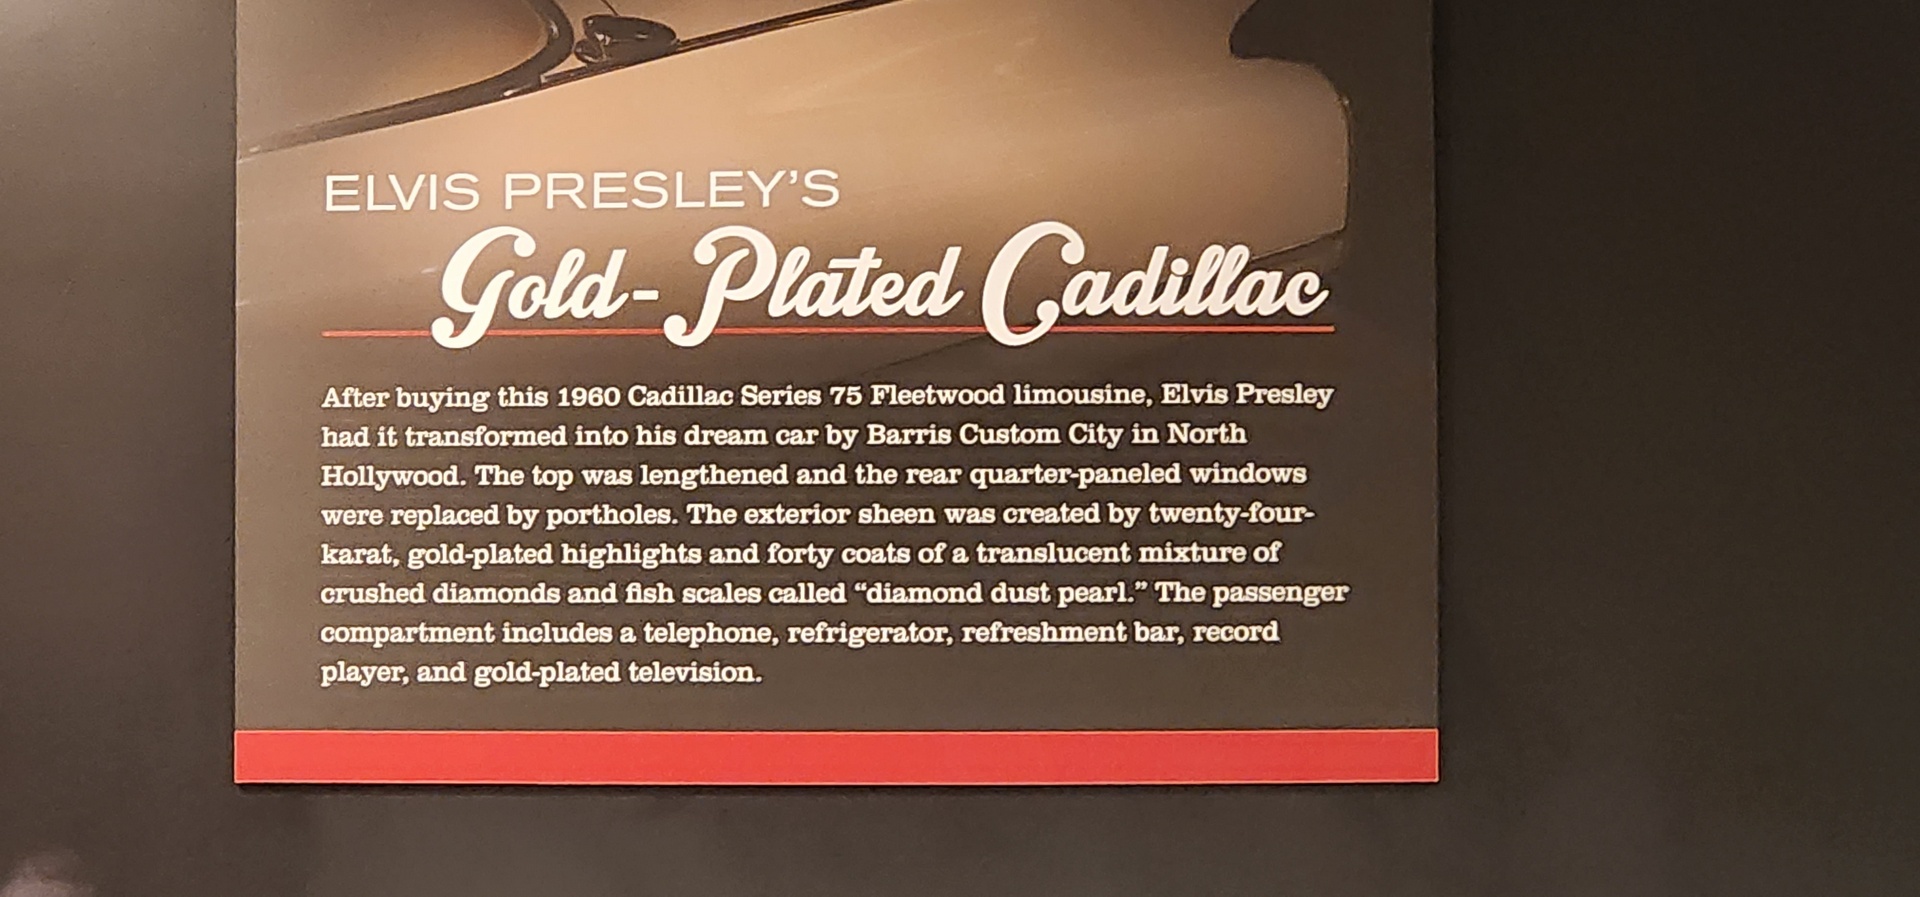 ELVIS PRESLEY'S
Gold-Plated Cadillac
After buying this 1960 Cadillac Series 75 Fleetwood limousine, Elvis Presley
had it transformed into his dream car by Barris Custom City in North
Hollywood. The top was lengthened and the rear quarter-paneled windows
were replaced by portholes. The exterior sheen was created by twenty-four-
karat, gold-plated highlights and forty coats of a translucent mixture of
crushed diamonds and fish scales called “diamond dust pearl.” The passenger
compartment includes a telephone, refrigerator, refreshment bar, record
player, and gold-plated television.